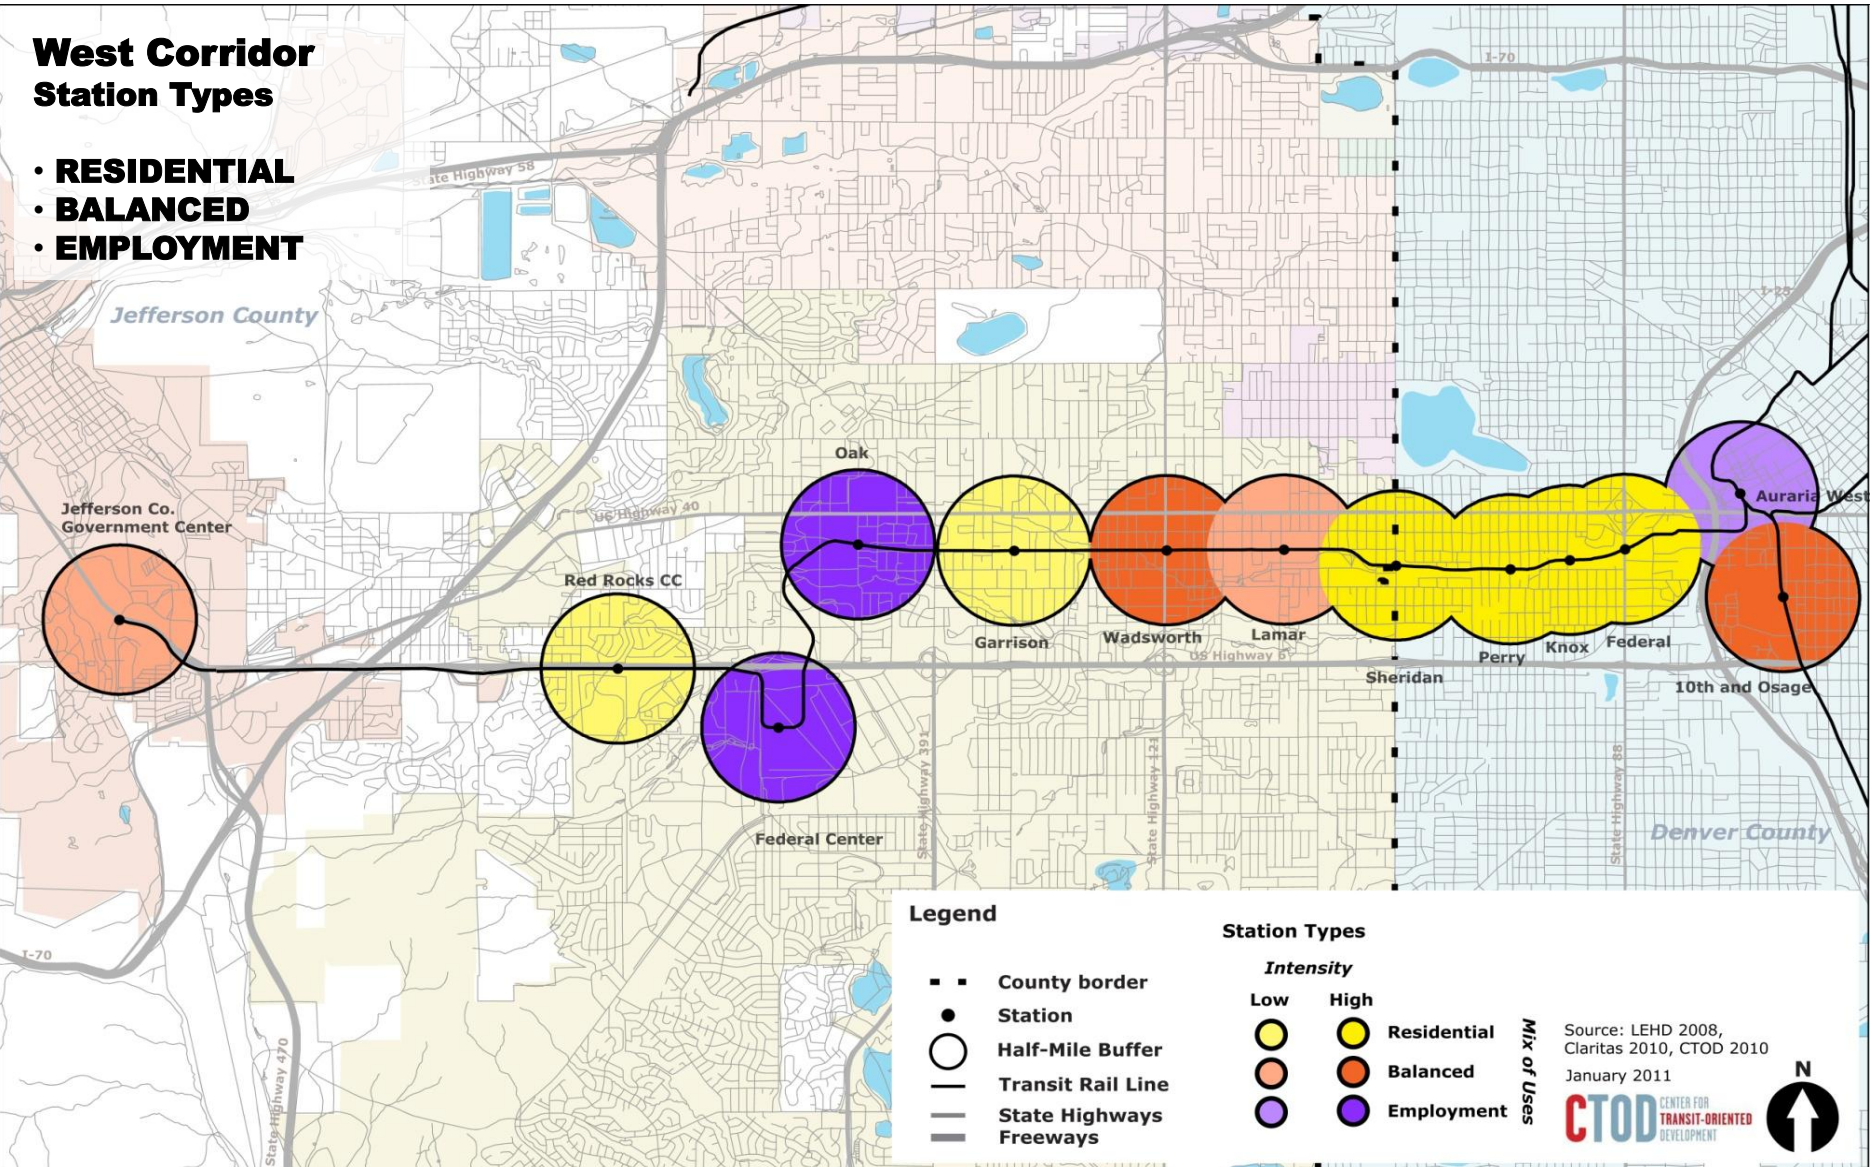 West Corridor
Station Types
• RESIDENTIAL
• BALANCED
• EMPLOYMENT
I-70
State Highway 58
Jefferson County
I-25
Oak
Auraria West
Jefferson Co.
Government Center
US Highway 40
Red Rocks CC
Garrison
Wadsworth
Lamar
Federal
Knox
Perry
US Highway 6
Sheridan
10th and Osage
Federal Center
State Highway 391
State Highway 121
State Highway 88
Denver County
I-70
State Highway 470
Legend
County border
Station
Half-Mile Buffer
Transit Rail Line
State Highways
Freeways
Station Types
Intensity
Low High
Residential
Balanced
Employment
Mix of Uses
Source: LEHD 2008,
Claritas 2010, CTOD 2010
January 2011
CTOD CENTER FOR
TRANSIT-ORIENTED
DEVELOPMENT
N